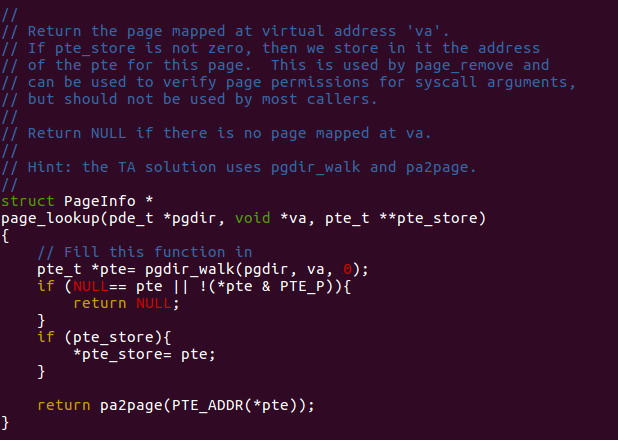 //
// Return the page mapped at virtual address 'va'.
// If pte_store is not zero, then we store in it the address
// of the pte for this page.  This is used by page_remove and
// can be used to verify page permissions for syscall arguments,
// but should not be used by most callers.
//
// Return NULL if there is no page mapped at va.
//
// Hint: the TA solution uses pgdir_walk and pa2page.
//
struct PageInfo *
page_lookup(pde_t *pgdir, void *va, pte_t **pte_store)
{
    // Fill this function in
    pte_t *pte= pgdir_walk(pgdir, va, 0);
    if (NULL== pte || !(*pte & PTE_P)){
        return NULL;
    }
    if (pte_store){
        *pte_store= pte;
    }

    return pa2page(PTE_ADDR(*pte));
}